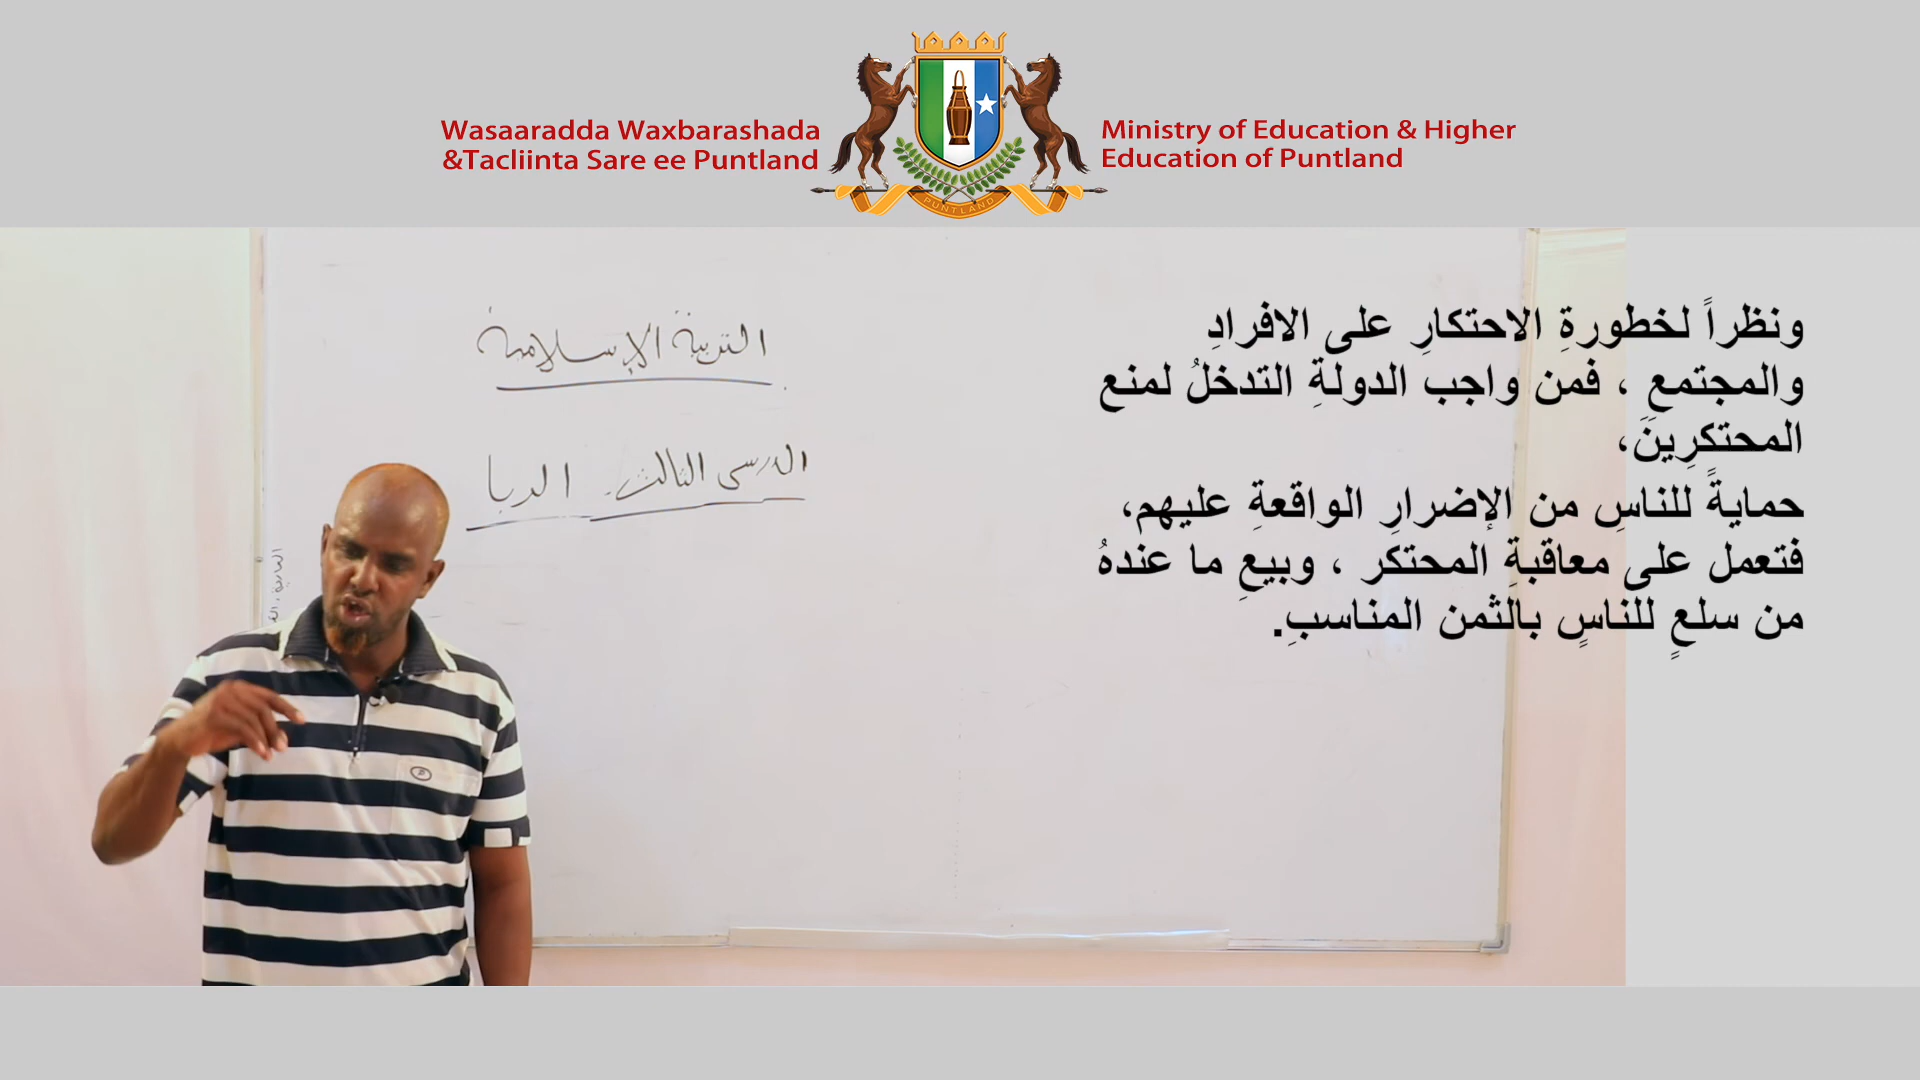 Wasaaradda Waxbarashada
&Tacliinta Sare ee Puntland
PUNTLAND
Ministry of Education & Higher
Education of Puntland
التربية الإسلامية
الدرس الثالث الربا
ونظراً لخطورةِ الاحتكارِ على الافرادِ
والمجتمعِ ، فمن واجب الدولةِ التدخلُ لمنع
المحتكرِينَ،
حمايةً للناسِ من الإضرارِ الواقعةِ عليهم،
فتعمل على معاقبةِ المحتكر ، وبيعِ ما عندهُ
من سلعٍ للناسٍ بالثمن المناسبِ.